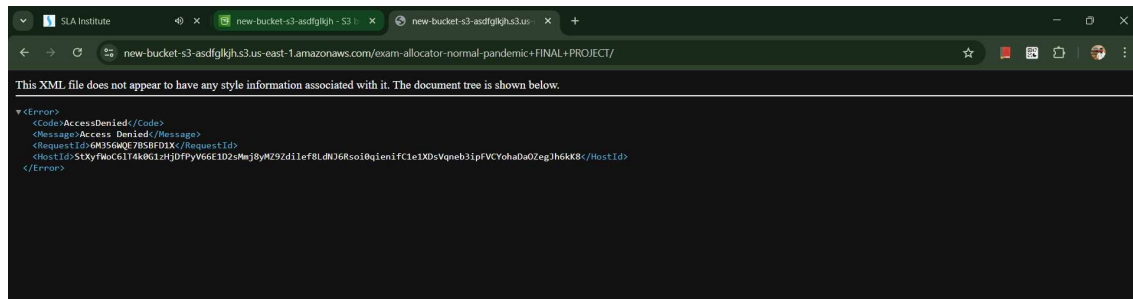 SLA Institute
new-bucket-s3-asdfglkjh - S3 b
new-bucket-s3-asdfglkjh.s3.us-
new-bucket-s3-asdfglkjh.s3.us-east-1.amazonaws.com/exam-allocator-normal-pandemic+FINAL+PROJECT/
This XML file does not appear to have any style information associated with it. The document tree is shown below.
<Error>
<Code>AccessDenied</Code>
<Message>Access Denied</Message>
<RequestId>6M356WQE7BSBFD1X</RequestId>
<HostId>StXyfWoC6lT4k0G1zHjDfPyV66E1D2sMmj8yMZ9Zdilef8LdNJ6Rsoi0qienifC1e1XDsVqneb3ipFVCYohaDaOZegJh6kK8</HostId>
</Error>